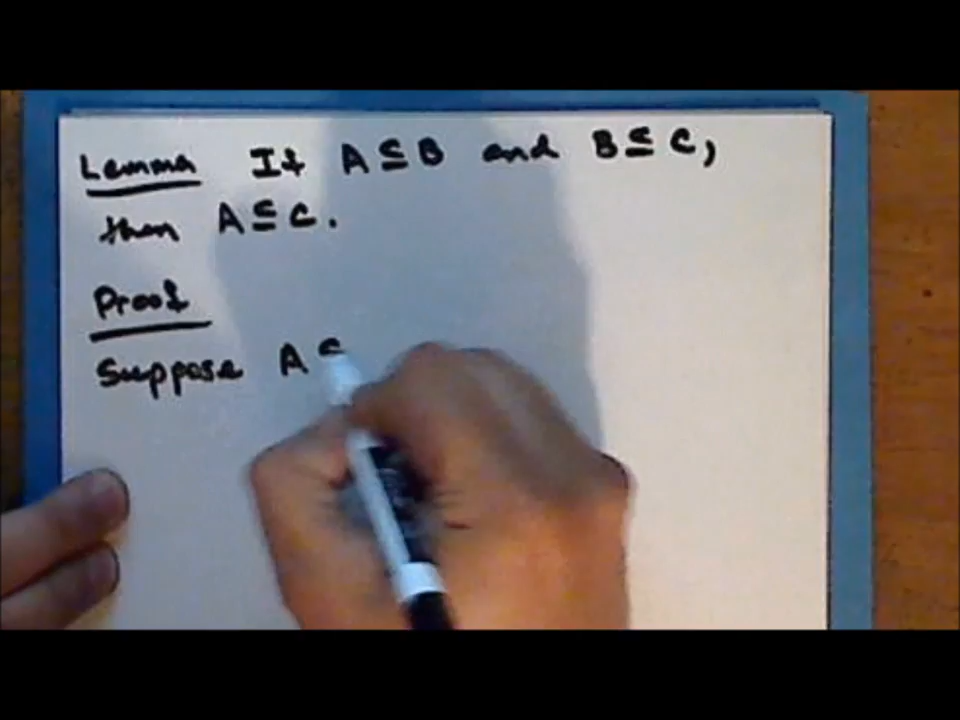 Lemma If A ⊆ B and B ⊆ C,
then A ⊆ C.
Proof
Suppose A ⊆